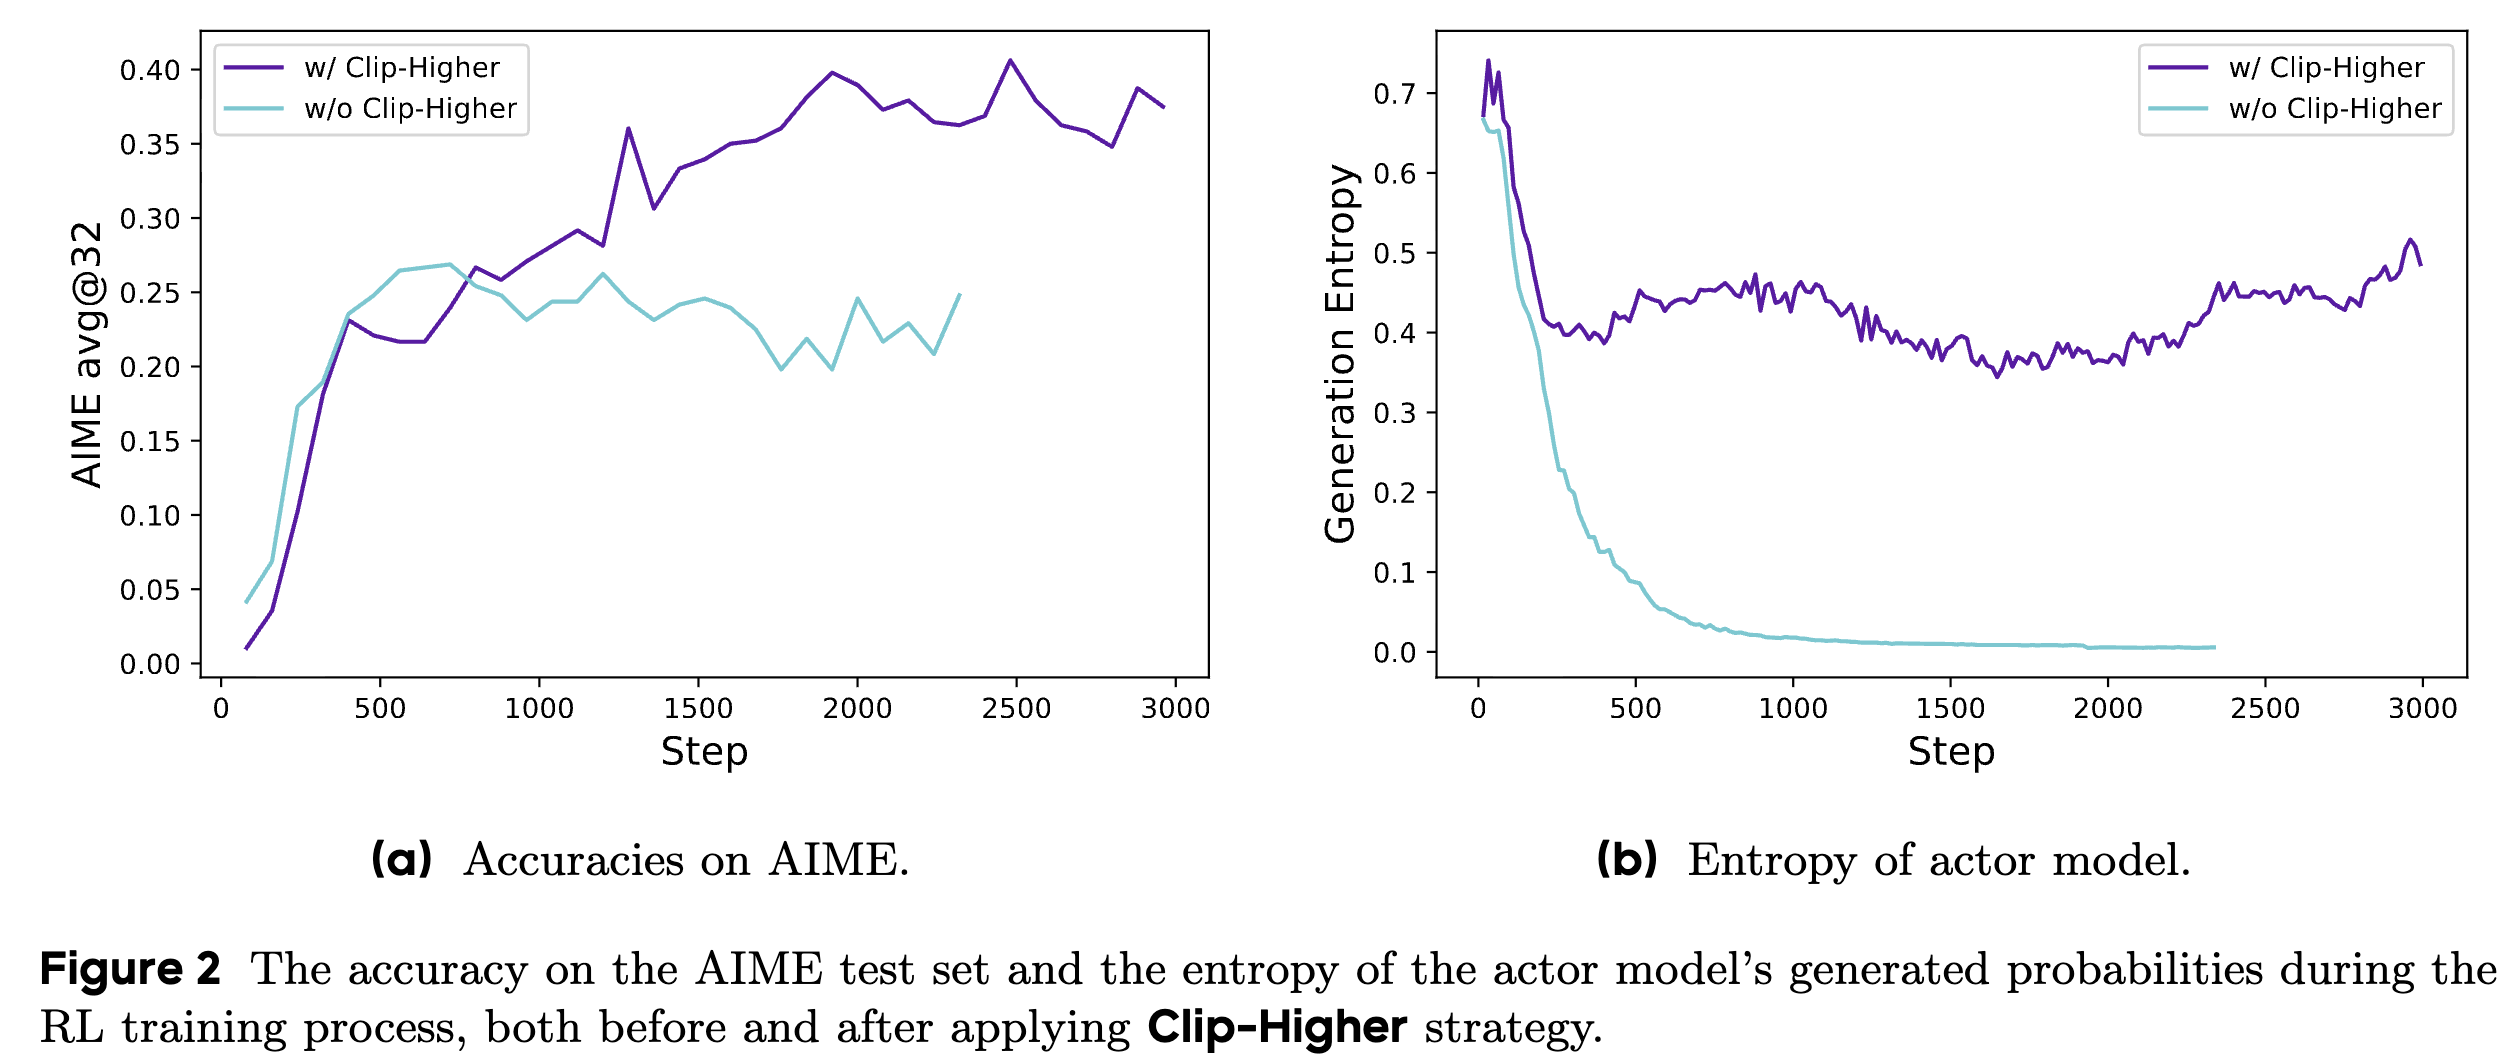 w/ Clip-Higher
w/o Clip-Higher
0.40
0.35
0.30
0.25
0.20
0.15
0.10
0.05
0.00
AIME avg@32
0
500
1000
1500
2000
2500
3000
Step
(a) Accuracies on AIME.
w/ Clip-Higher
w/o Clip-Higher
0.7
0.6
0.5
0.4
0.3
0.2
0.1
0.0
Generation Entropy
0
500
1000
1500
2000
2500
3000
Step
(b) Entropy of actor model.
Figure 2 The accuracy on the AIME test set and the entropy of the actor model's generated probabilities during the
RL training process, both before and after applying Clip-Higher strategy.